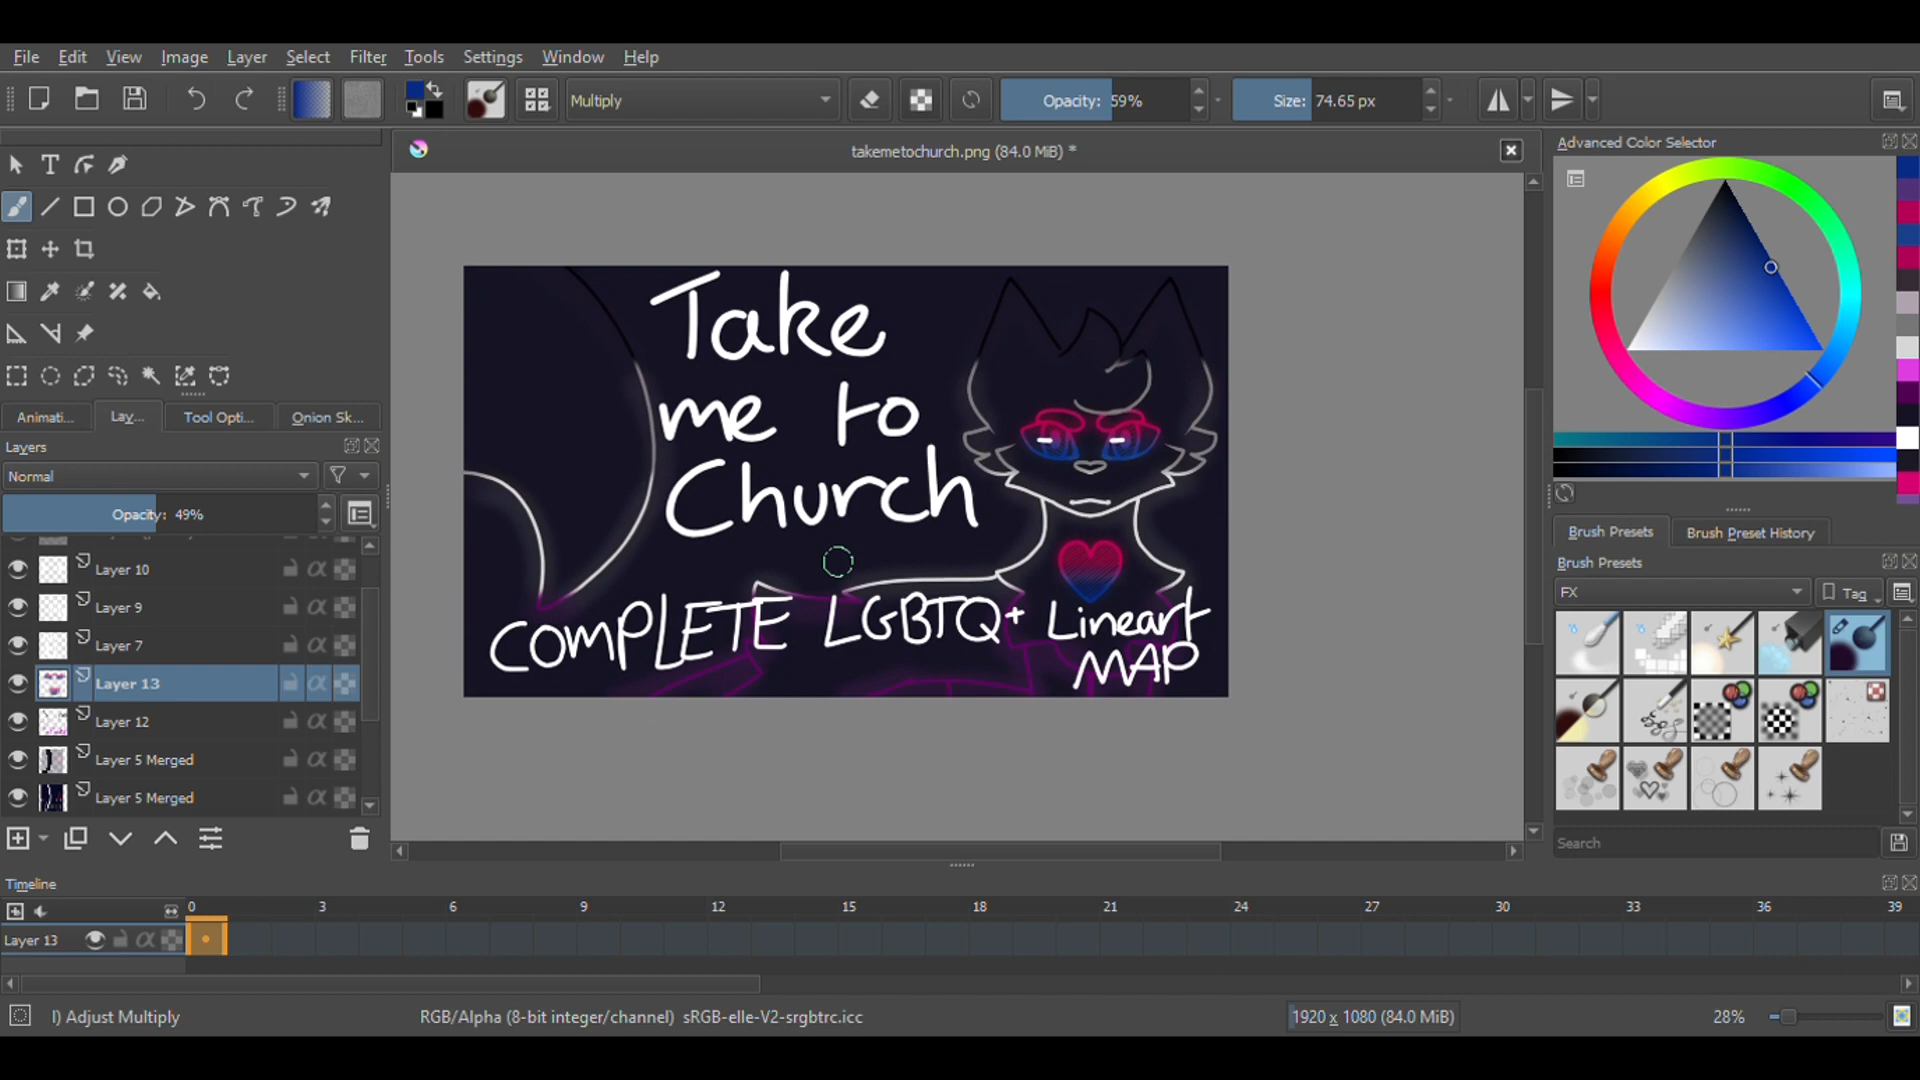 File Edit View Image Layer Select Filter Tools Settings Window Help
Multiply Opacity: 59% Size: 74.65 px
takemetochurch.png (84.0 MiB) *
Advanced Color Selector
Take
me to
Church
COMPLETE LGBTQ+ Lineart
MAP
Animati... Lay... Tool Opti... Onion Sk...
Layers
Normal
Opacity: 49%
Layer 10
Layer 9
Layer 7
Layer 13
Layer 12
Layer 5 Merged
Layer 5 Merged
Brush Presets Brush Preset History
Brush Presets
FX Tag
Search
Timeline
0 3 6 9 12 15 18 21 24 27 30 33 36 39
Layer 13
I) Adjust Multiply RGB/Alpha (8-bit integer/channel) sRGB-elle-V2-srgbtrc.icc 1920 x 1080 (84.0 MiB) 28%